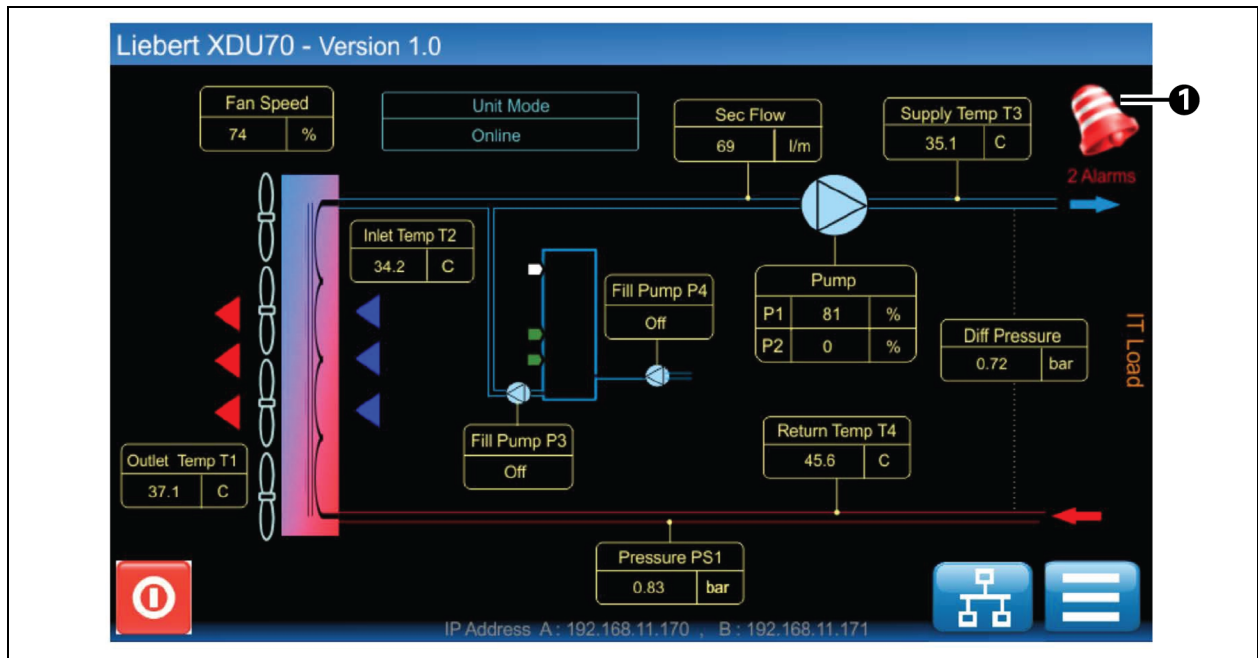 Liebert XDU70 - Version 1.0
Fan Speed
74 %
Unit Mode
Online
Sec Flow
69 l/m
Supply Temp T3
35.1 C
1
2 Alarms
Inlet Temp T2
34.2 C
Fill Pump P4
Off
Pump
P1 81 %
P2 0 %
Diff Pressure
0.72 bar
IT Load
Fill Pump P3
Off
Return Temp T4
45.6 C
Outlet Temp T1
37.1 C
Pressure PS1
0.83 bar
IP Address A : 192.168.11.170 , B : 192.168.11.171